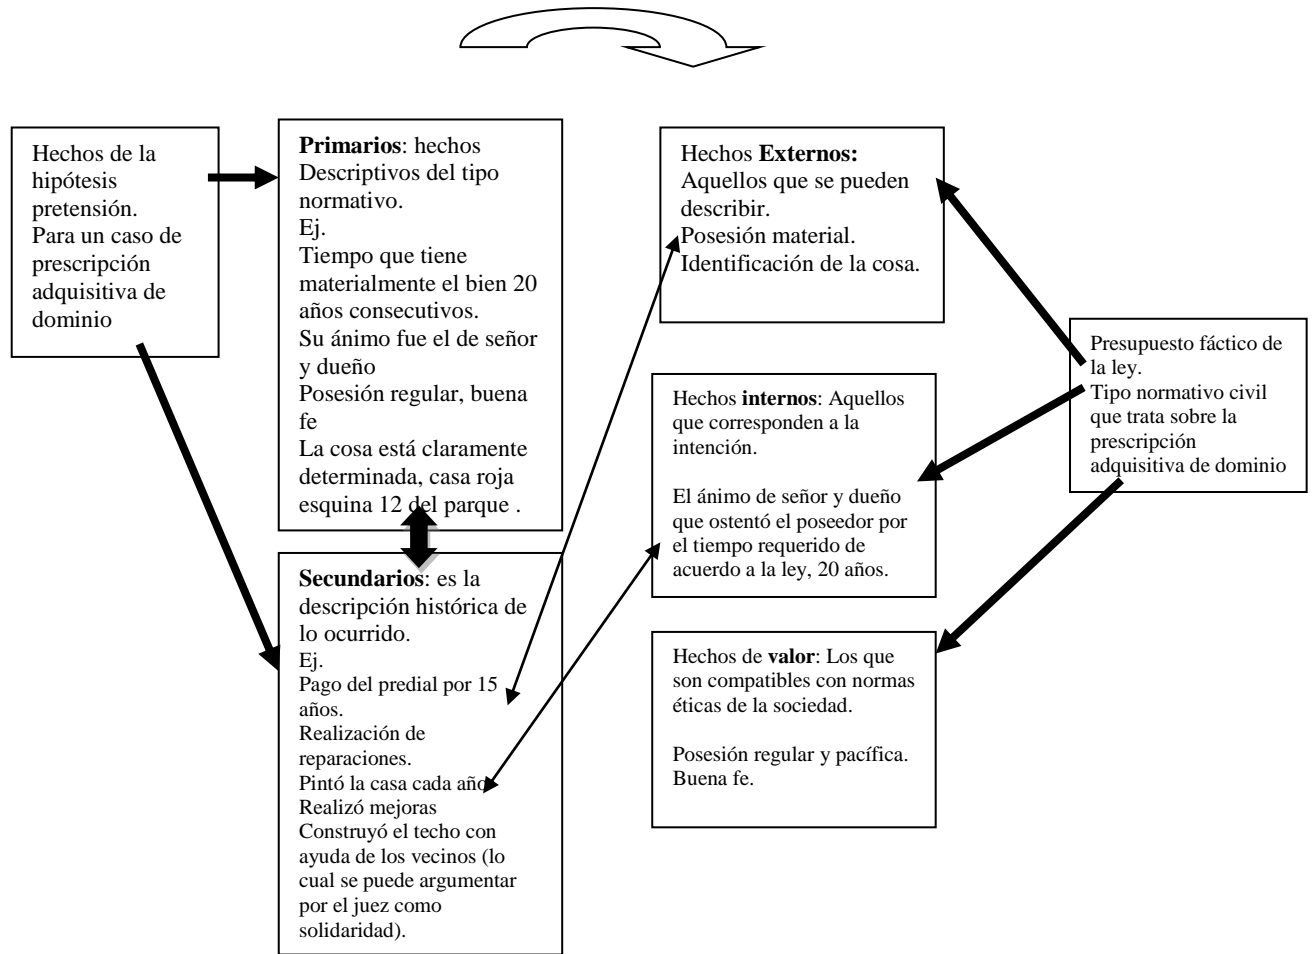 Hechos de la
hipótesis
pretensión.
Para un caso de
prescripción
adquisitiva de
dominio
Primarios: hechos
Descriptivos del tipo
normativo.
Ej.
Tiempo que tiene
materialmente el bien 20
años consecutivos.
Su ánimo fue el de señor
y dueño
Posesión regular, buena
fe
La cosa está claramente
determinada, casa roja
esquina 12 del parque .
Secundarios: es la
descripción histórica de
lo ocurrido.
Ej.
Pago del predial por 15
años.
Realización de
reparaciones.
Pintó la casa cada año
Realizó mejoras
Construyó el techo con
ayuda de los vecinos (lo
cual se puede argumentar
por el juez como
solidaridad).
Hechos Externos:
Aquellos que se pueden
describir.
Posesión material.
Identificación de la cosa.
Hechos internos: Aquellos
que corresponden a la
intención.
El ánimo de señor y dueño
que ostentó el poseedor por
el tiempo requerido de
acuerdo a la ley, 20 años.
Hechos de valor: Los que
son compatibles con normas
éticas de la sociedad.
Posesión regular y pacífica.
Buena fe.
Presupuesto fáctico de
la ley.
Tipo normativo civil
que trata sobre la
prescripción
adquisitiva de dominio